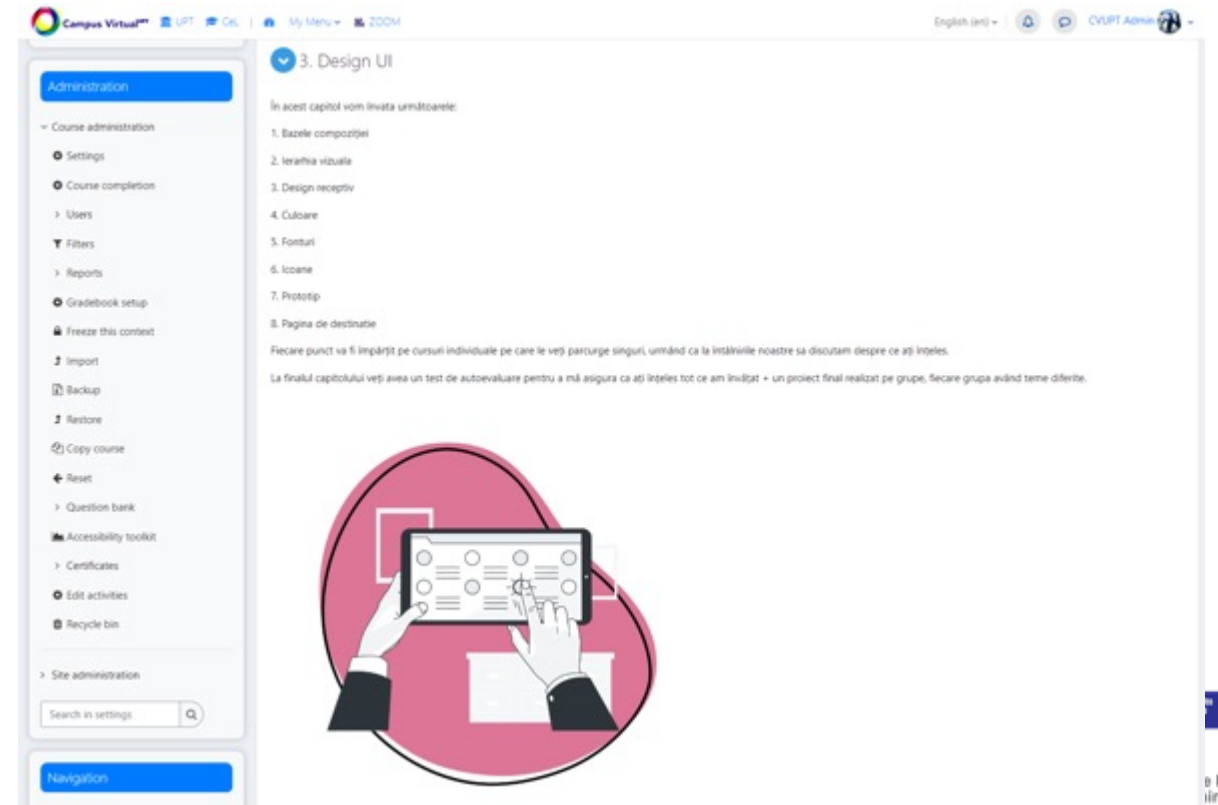 Campus Virtual UPT CeL | My Menu ZOOM English (en) CVUPT Admin
Administration
Course administration
Settings
Course completion
Users
Filters
Reports
Gradebook setup
Freeze this context
Import
Backup
Restore
Copy course
Reset
Question bank
Accessibility toolkit
Certificates
Edit activities
Recycle bin
Site administration
Search in settings
Navigation
3. Design UI
În acest capitol vom învata următoarele:
1. Bazele compoziției
2. Ierarhia vizuala
3. Design receptiv
4. Culoare
5. Fonturi
6. Icoane
7. Prototip
8. Pagina de destinatie
Fiecare punct va fi împărțit pe cursuri individuale pe care le veți parcurge singuri, urmând ca la întâlnirile noastre sa discutam despre ce ați înțeles.
La finalul capitolului veți avea un test de autoevaluare pentru a mă asigura ca ați înțeles tot ce am învățat + un proiect final realizat pe grupe, fiecare grupa având teme diferite.